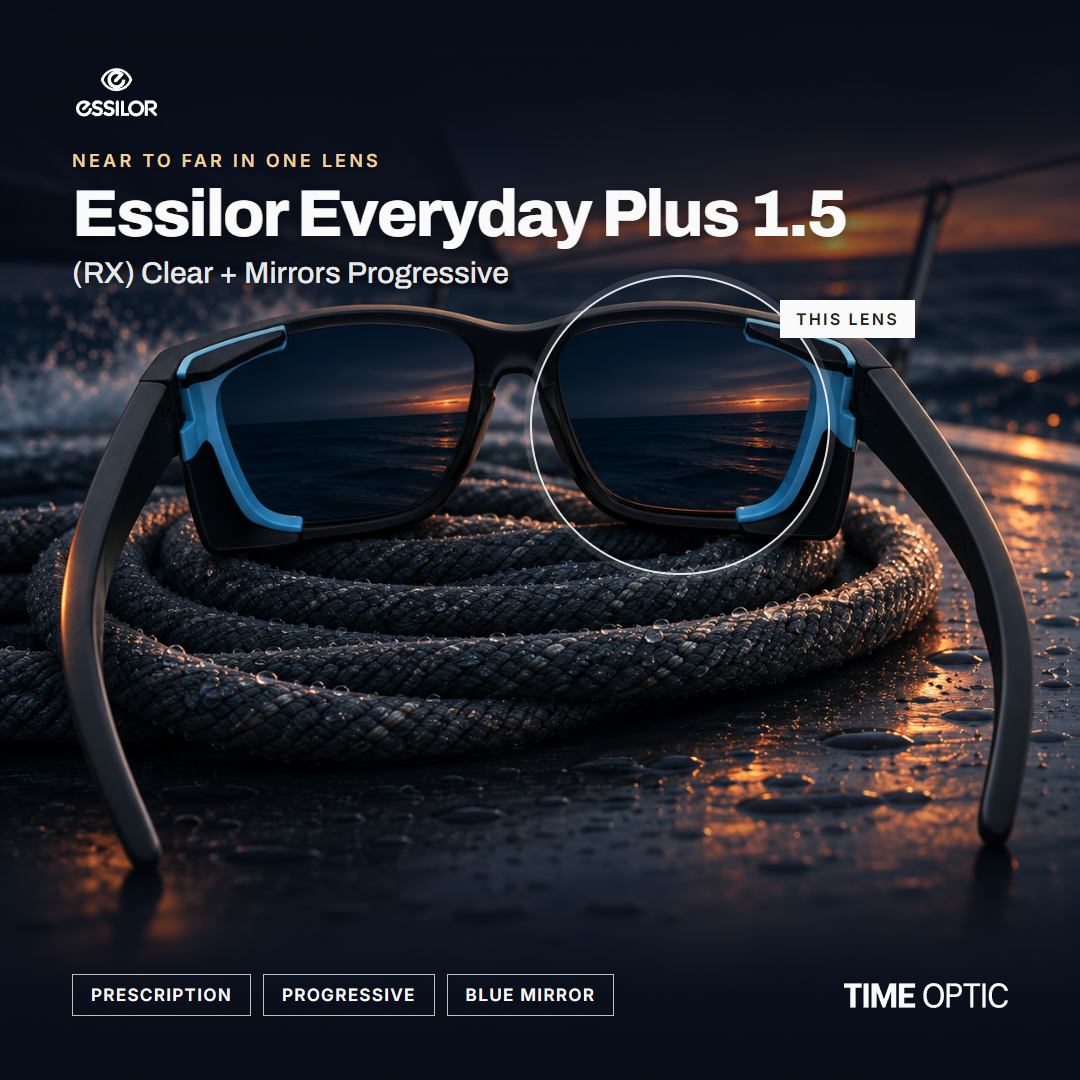 essilor
NEAR TO FAR IN ONE LENS
Essilor Everyday Plus 1.5
(RX) Clear + Mirrors Progressive
THIS LENS
PRESCRIPTION
PROGRESSIVE
BLUE MIRROR
TIME OPTIC